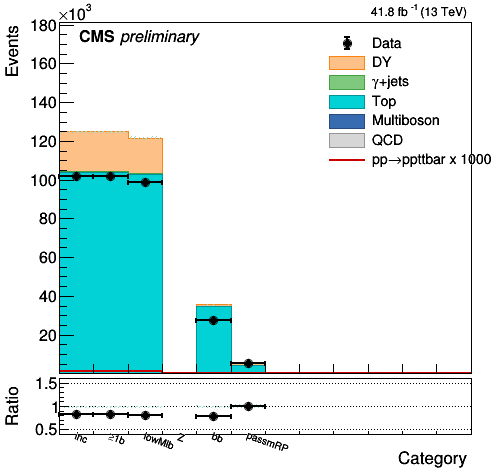 ×10³
41.8 fb⁻¹ (13 TeV)
Events
CMS preliminary
180
160
140
120
100
80
60
40
20
Data
DY
γ+jets
Top
Multiboson
QCD
pp→ppttbar x 1000
Ratio
1.5
1
0.5
inc
≥1b
lowMlb
Z
bb
passmRP
Category